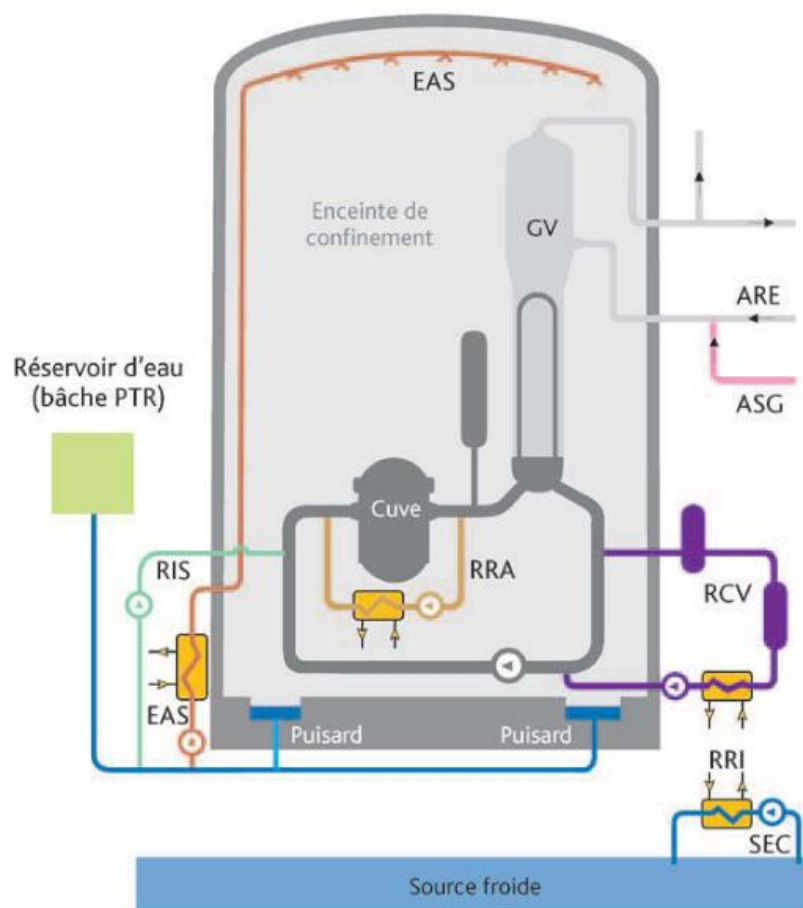 EAS
Enceinte de
confinement
GV
ARE
Réservoir d'eau
(bâche PTR)
ASG
Cuve
RIS
RRA
RCV
EAS
Puisard
Puisard
RRI
SEC
Source froide